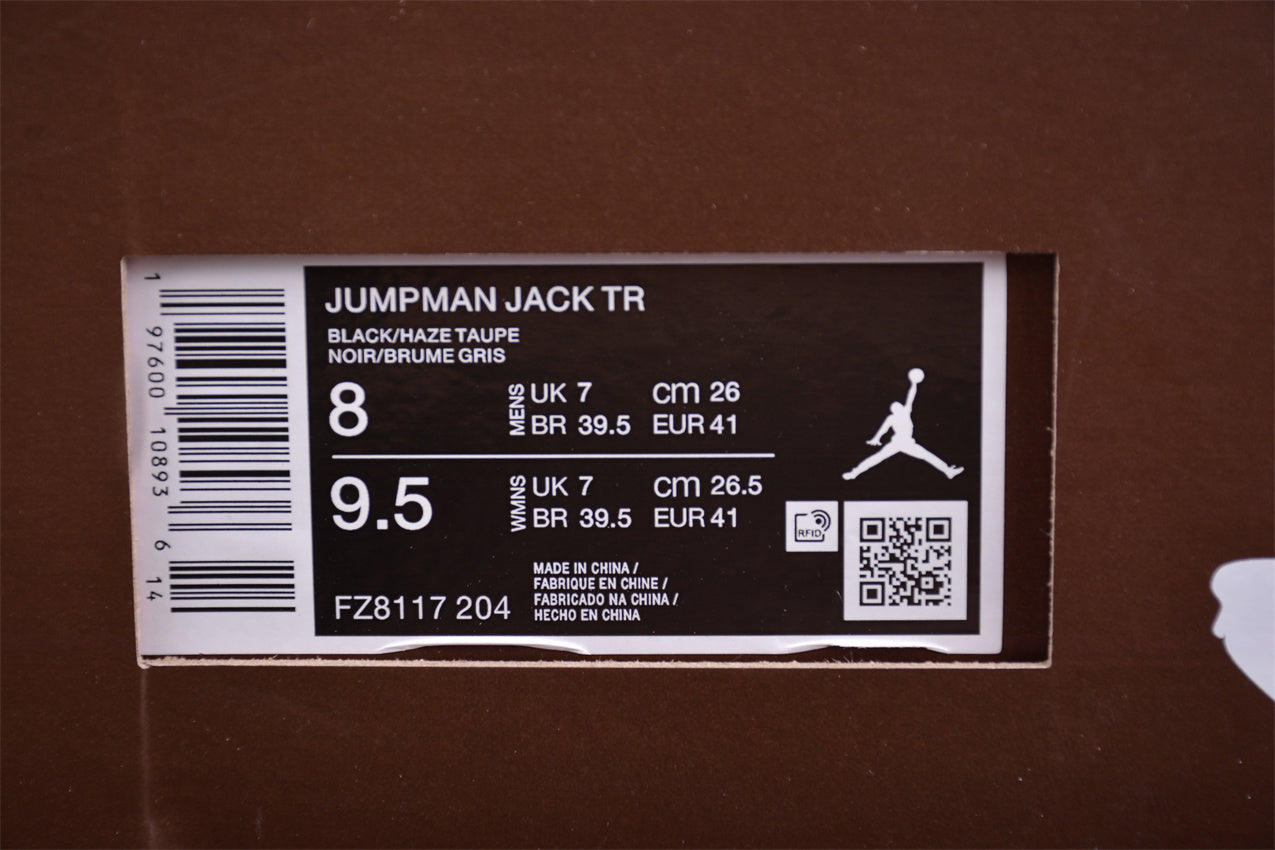 JUMPMAN JACK TR
BLACK/HAZE TAUPE
NOIR/BRUME GRIS
8 MENS UK 7 cm 26
BR 39.5 EUR 41
9.5 WMNS UK 7 cm 26.5
BR 39.5 EUR 41
MADE IN CHINA /
FABRIQUE EN CHINE /
FABRICADO NA CHINA /
HECHO EN CHINA
FZ8117 204
RFID
1 97600 10893 6 14